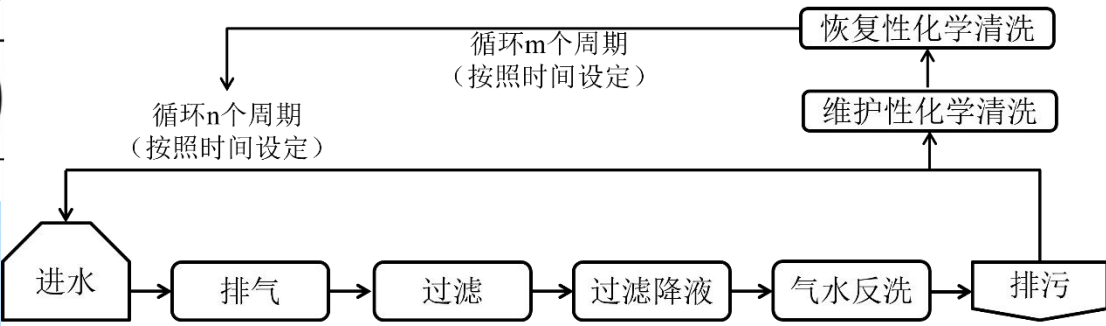 恢复性化学清洗
循环m个周期
（按照时间设定）
维护性化学清洗
循环n个周期
（按照时间设定）
进水
排气
过滤
过滤降液
气水反洗
排污